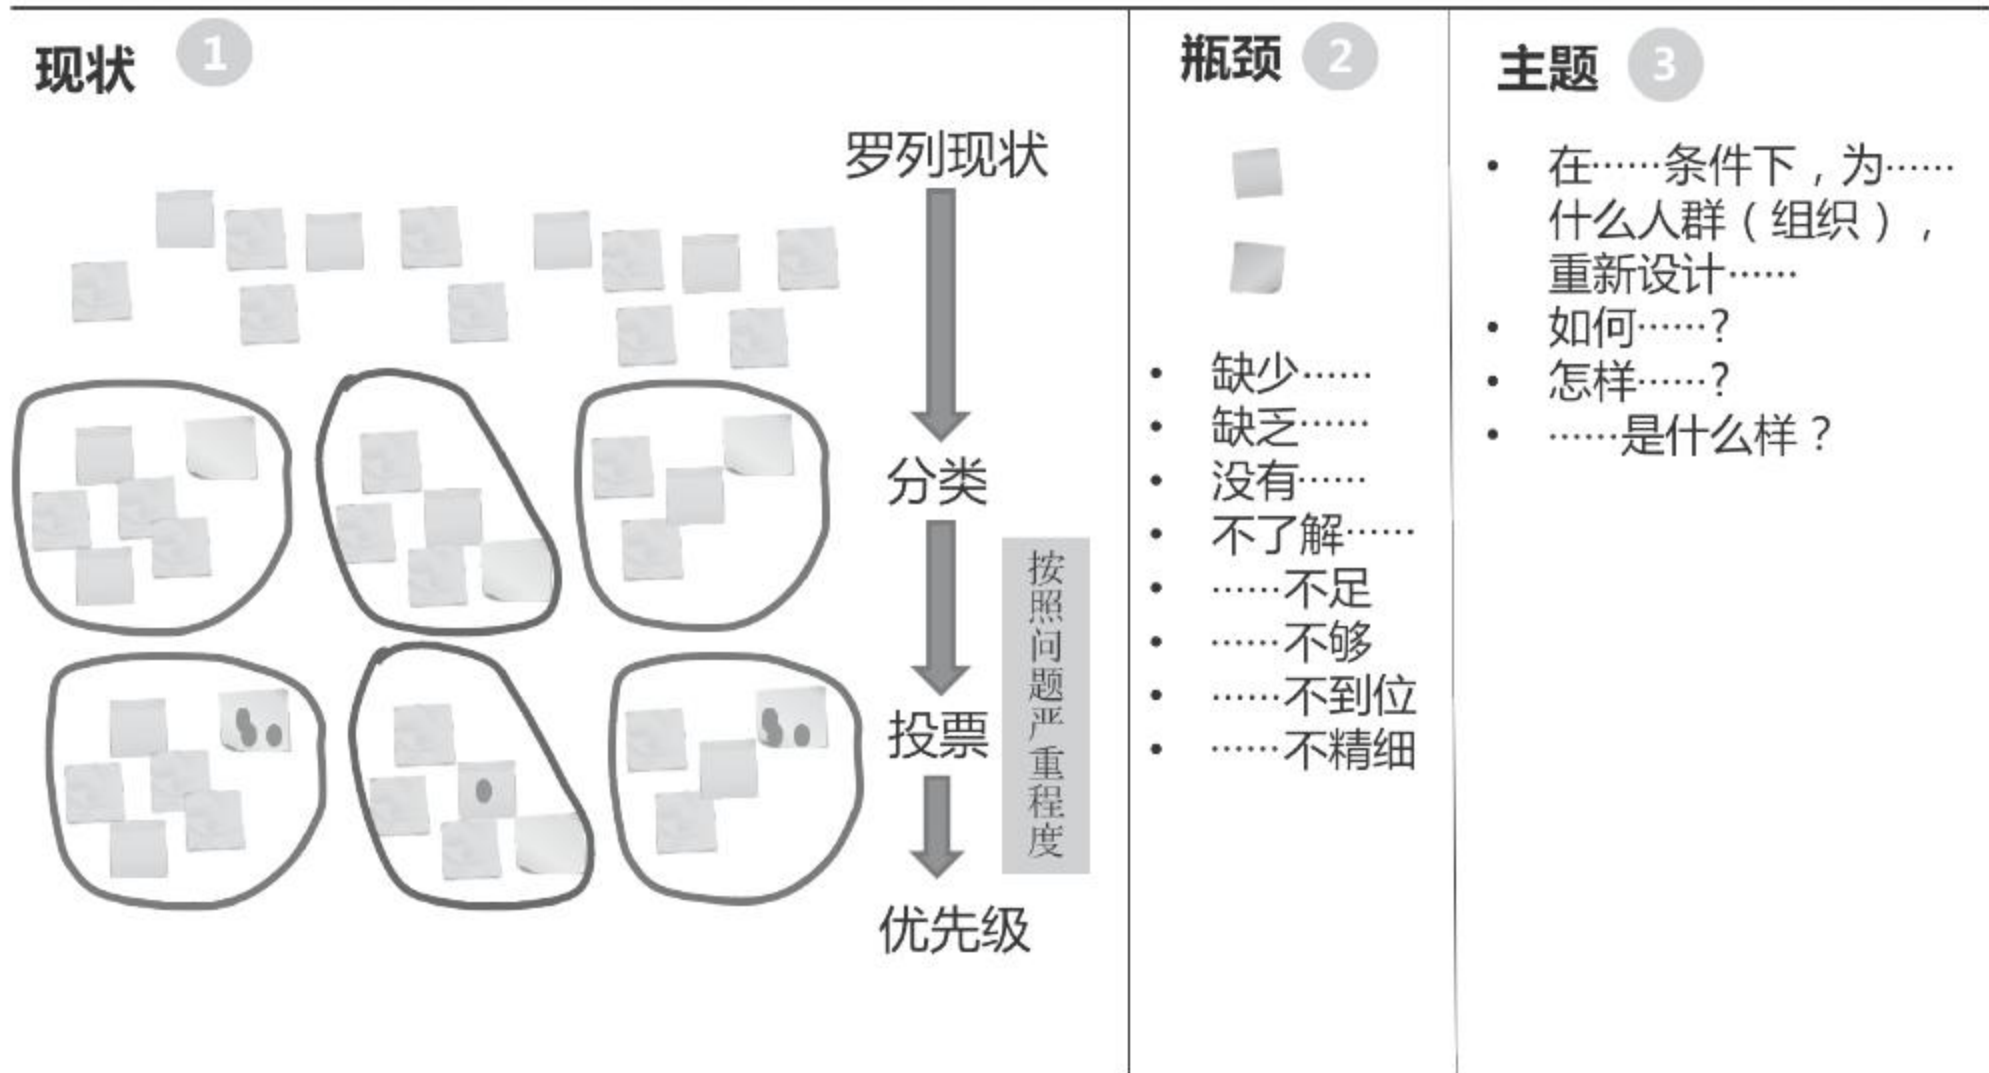 现状 1
罗列现状
分类
投票
优先级
按照问题严重程度
瓶颈 2
• 缺少……
• 缺乏……
• 没有……
• 不了解……
• ……不足
• ……不够
• ……不到位
• ……不精细
主题 3
• 在……条件下，为……
什么人群（组织），
重新设计……
• 如何……?
• 怎样……?
• ……是什么样？